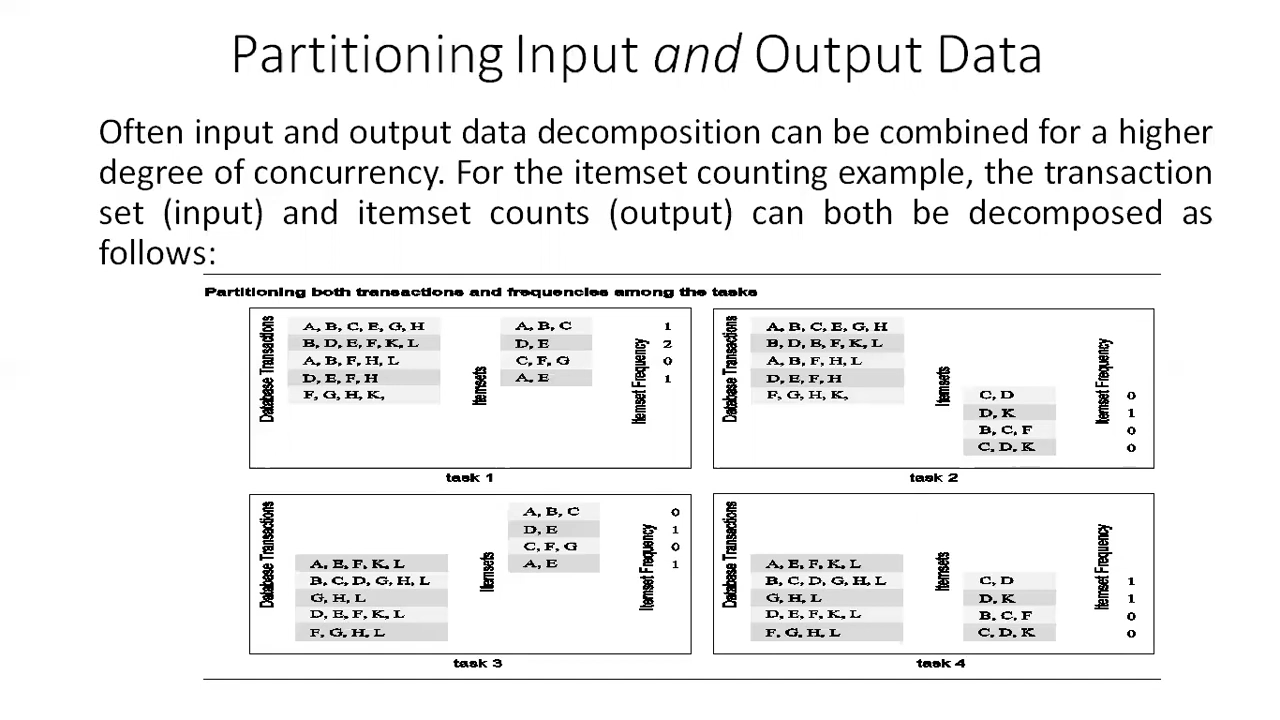 Partitioning Input and Output Data
Often input and output data decomposition can be combined for a higher
degree of concurrency. For the itemset counting example, the transaction
set (input) and itemset counts (output) can both be decomposed as
follows:
Partitioning both transactions and frequencies among the tasks
Database Transactions
A, B, C, E, G, H
B, D, E, F, K, L
A, B, F, H, L
D, E, F, H
F, G, H, K,
Itemsets
A, B, C
D, E
C, F, G
A, E
Itemset Frequency
1
2
0
1
task 1
Database Transactions
A, B, C, E, G, H
B, D, E, F, K, L
A, B, F, H, L
D, E, F, H
F, G, H, K,
Itemsets
C, D
D, K
B, C, F
C, D, K
Itemset Frequency
0
1
0
0
task 2
Database Transactions
A, E, F, K, L
B, C, D, G, H, L
G, H, L
D, E, F, K, L
F, G, H, L
Itemsets
A, B, C
D, E
C, F, G
A, E
Itemset Frequency
0
1
0
1
task 3
Database Transactions
A, E, F, K, L
B, C, D, G, H, L
G, H, L
D, E, F, K, L
F, G, H, L
Itemsets
C, D
D, K
B, C, F
C, D, K
Itemset Frequency
1
1
0
0
task 4